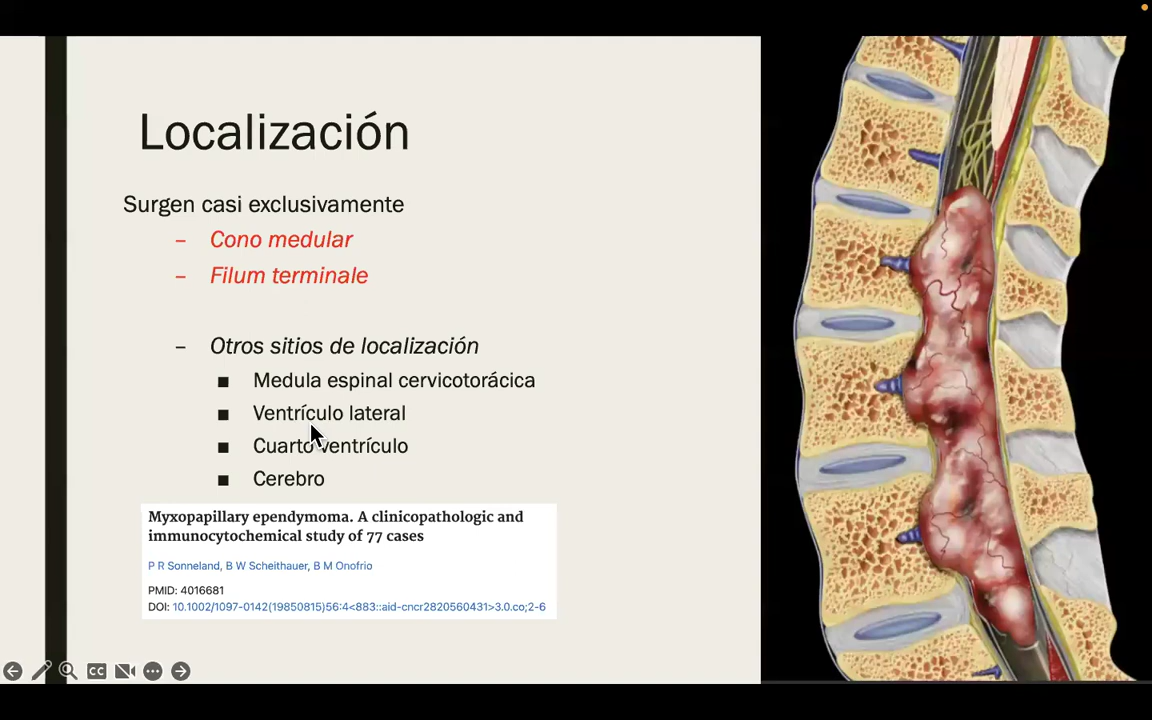 Localización
Surgen casi exclusivamente
– Cono medular
– Filum terminale
– Otros sitios de localización
■ Medula espinal cervicotorácica
■ Ventrículo lateral
■ Cuarto ventrículo
■ Cerebro
Myxopapillary ependymoma. A clinicopathologic and
immunocytochemical study of 77 cases
P R Sonneland, B W Scheithauer, B M Onofrio
PMID: 4016681
DOI: 10.1002/1097-0142(19850815)56:4<883::aid-cncr2820560431>3.0.co;2-6
CC